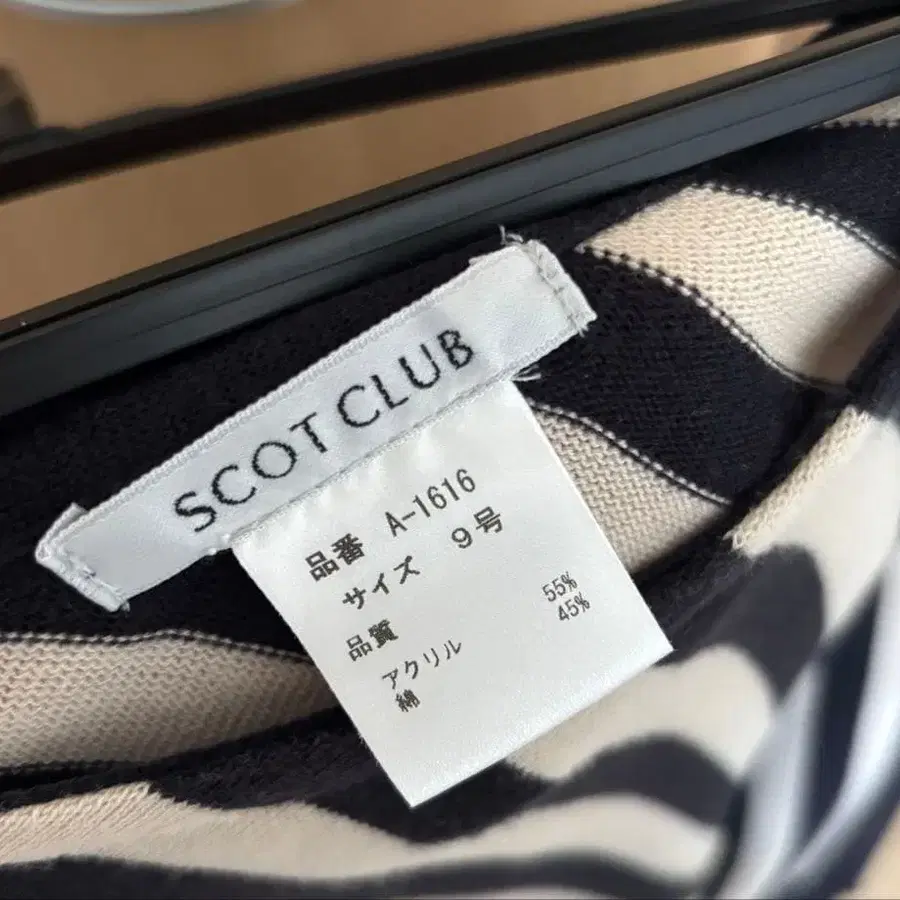 SCOT CLUB
品番 A-1616
サイズ 9号
品質
アクリル 55%
綿 45%